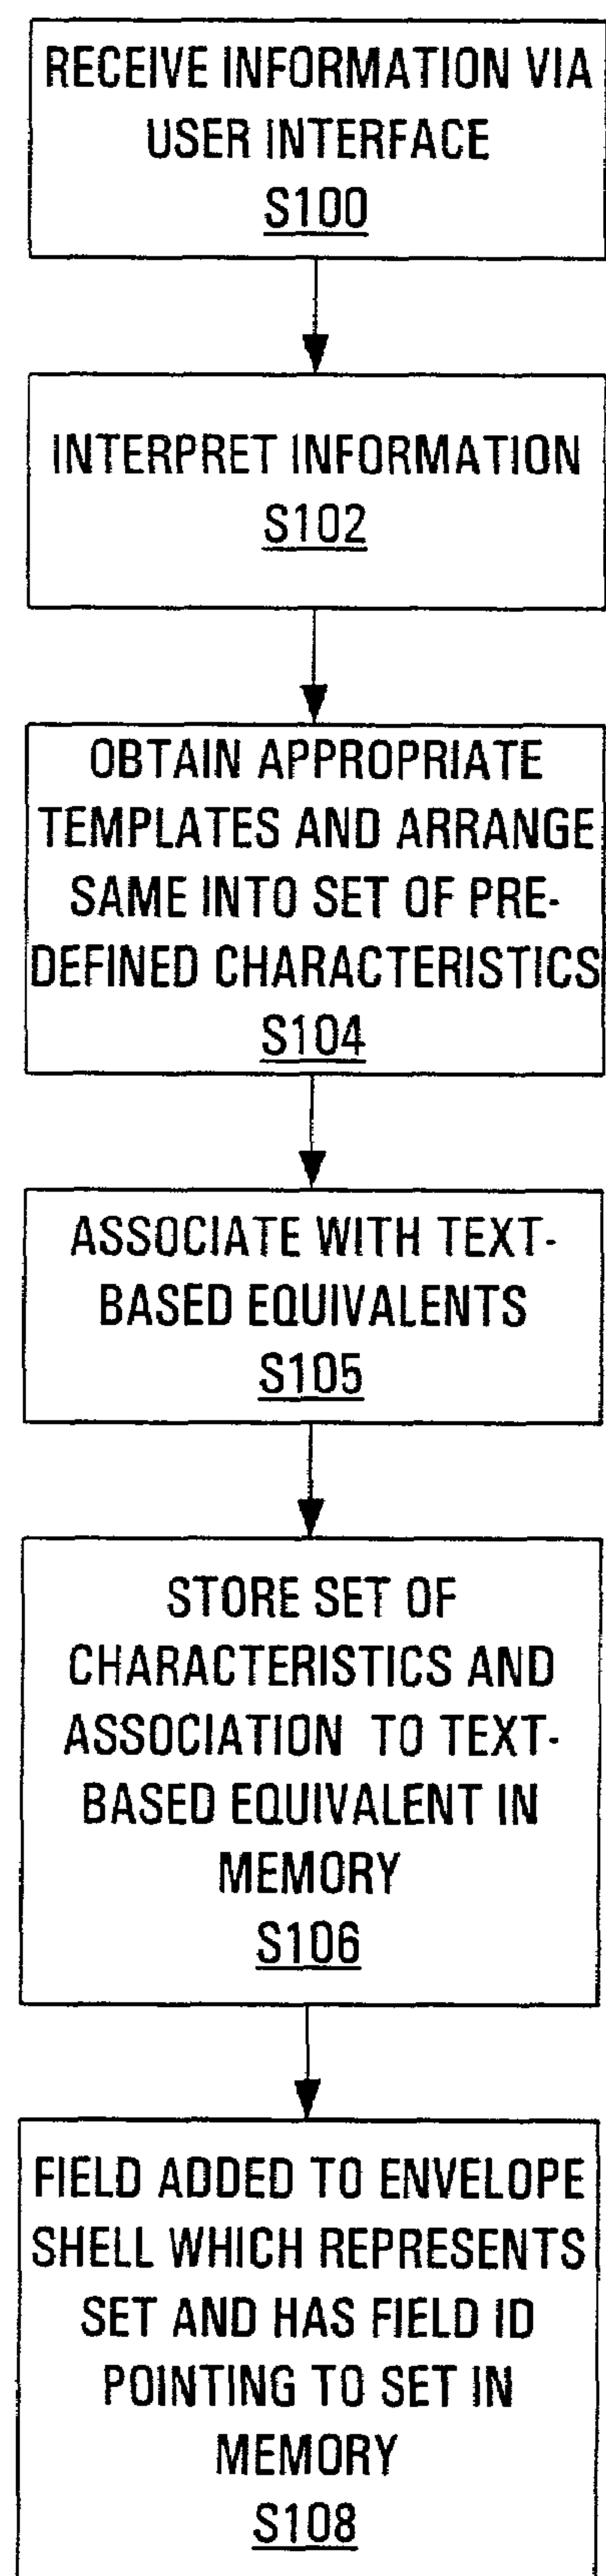 RECEIVE INFORMATION VIA
USER INTERFACE
S100
INTERPRET INFORMATION
S102
OBTAIN APPROPRIATE
TEMPLATES AND ARRANGE
SAME INTO SET OF PRE-
DEFINED CHARACTERISTICS
S104
ASSOCIATE WITH TEXT-
BASED EQUIVALENTS
S105
STORE SET OF
CHARACTERISTICS AND
ASSOCIATION TO TEXT-
BASED EQUIVALENT IN
MEMORY
S106
FIELD ADDED TO ENVELOPE
SHELL WHICH REPRESENTS
SET AND HAS FIELD ID
POINTING TO SET IN
MEMORY
S108